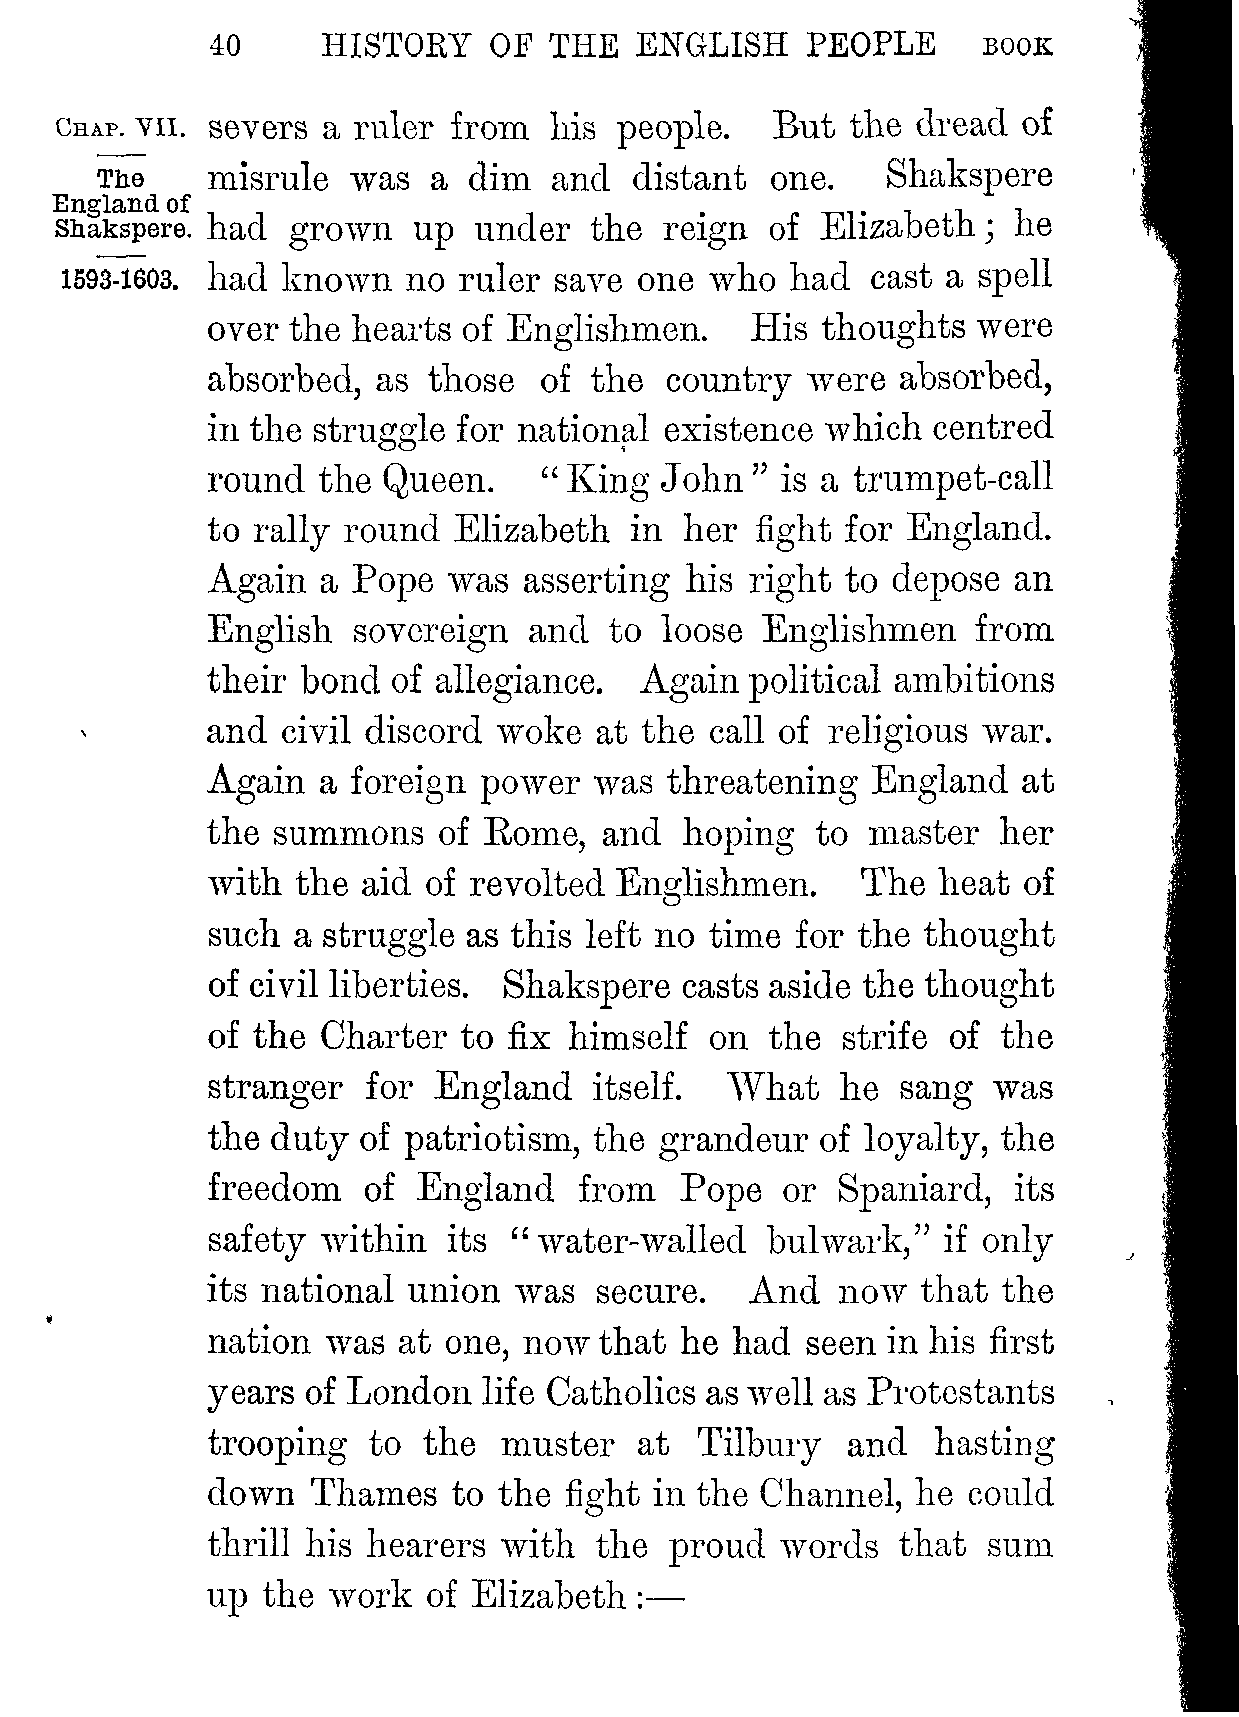 40 HISTORY OF THE ENGLISH PEOPLE BOOK
CHAP. VII.
The
England of
Shakspere.
1593-1603.
severs a ruler from his people. But the dread of
misrule was a dim and distant one. Shakspere
had grown up under the reign of Elizabeth; he
had known no ruler save one who had cast a spell
over the hearts of Englishmen. His thoughts were
absorbed, as those of the country were absorbed,
in the struggle for national existence which centred
round the Queen. "King John" is a trumpet-call
to rally round Elizabeth in her fight for England.
Again a Pope was asserting his right to depose an
English sovereign and to loose Englishmen from
their bond of allegiance. Again political ambitions
and civil discord woke at the call of religious war.
Again a foreign power was threatening England at
the summons of Rome, and hoping to master her
with the aid of revolted Englishmen. The heat of
such a struggle as this left no time for the thought
of civil liberties. Shakspere casts aside the thought
of the Charter to fix himself on the strife of the
stranger for England itself. What he sang was
the duty of patriotism, the grandeur of loyalty, the
freedom of England from Pope or Spaniard, its
safety within its "water-walled bulwark," if only
its national union was secure. And now that the
nation was at one, now that he had seen in his first
years of London life Catholics as well as Protestants
trooping to the muster at Tilbury and hasting
down Thames to the fight in the Channel, he could
thrill his hearers with the proud words that sum
up the work of Elizabeth:—